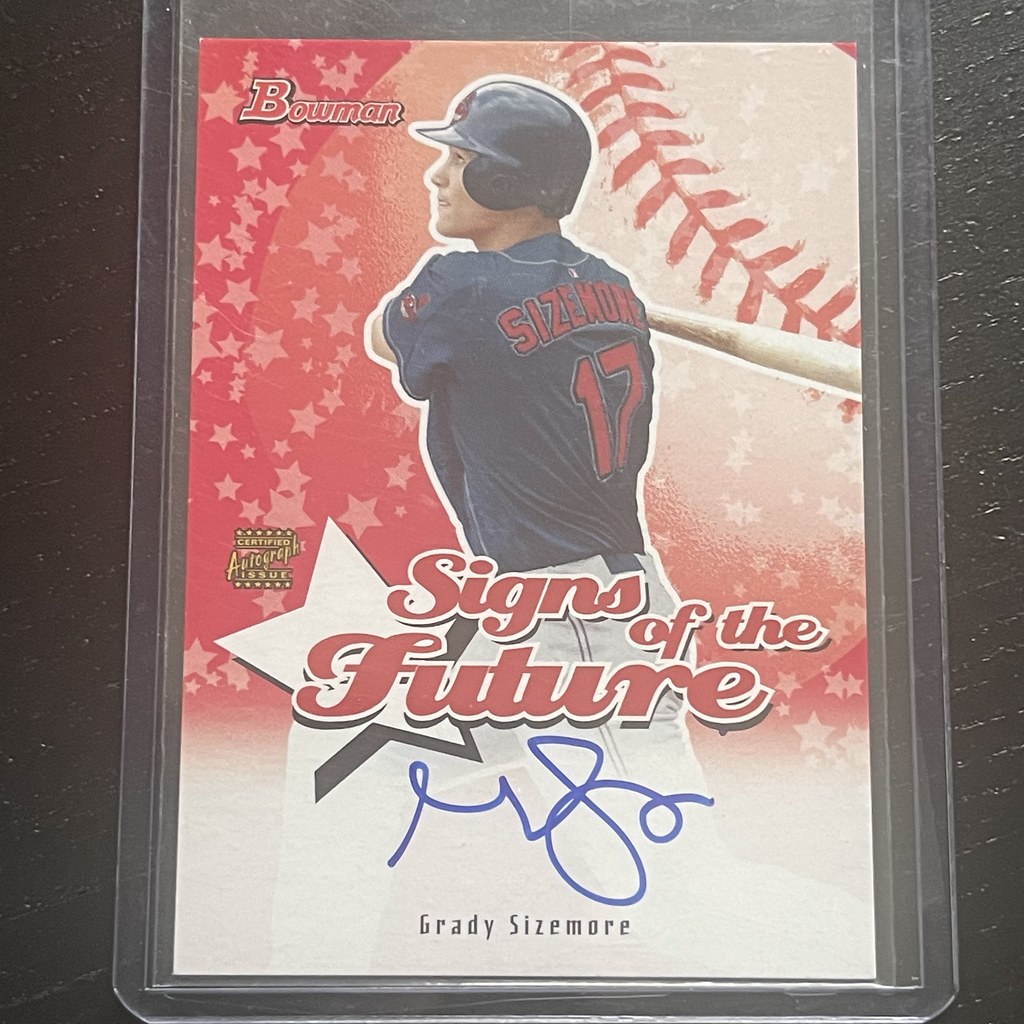 Bowman
SIZEMORE
17
CERTIFIED
Autograph
ISSUE
Signs
of the
Future
Grady Sizemore